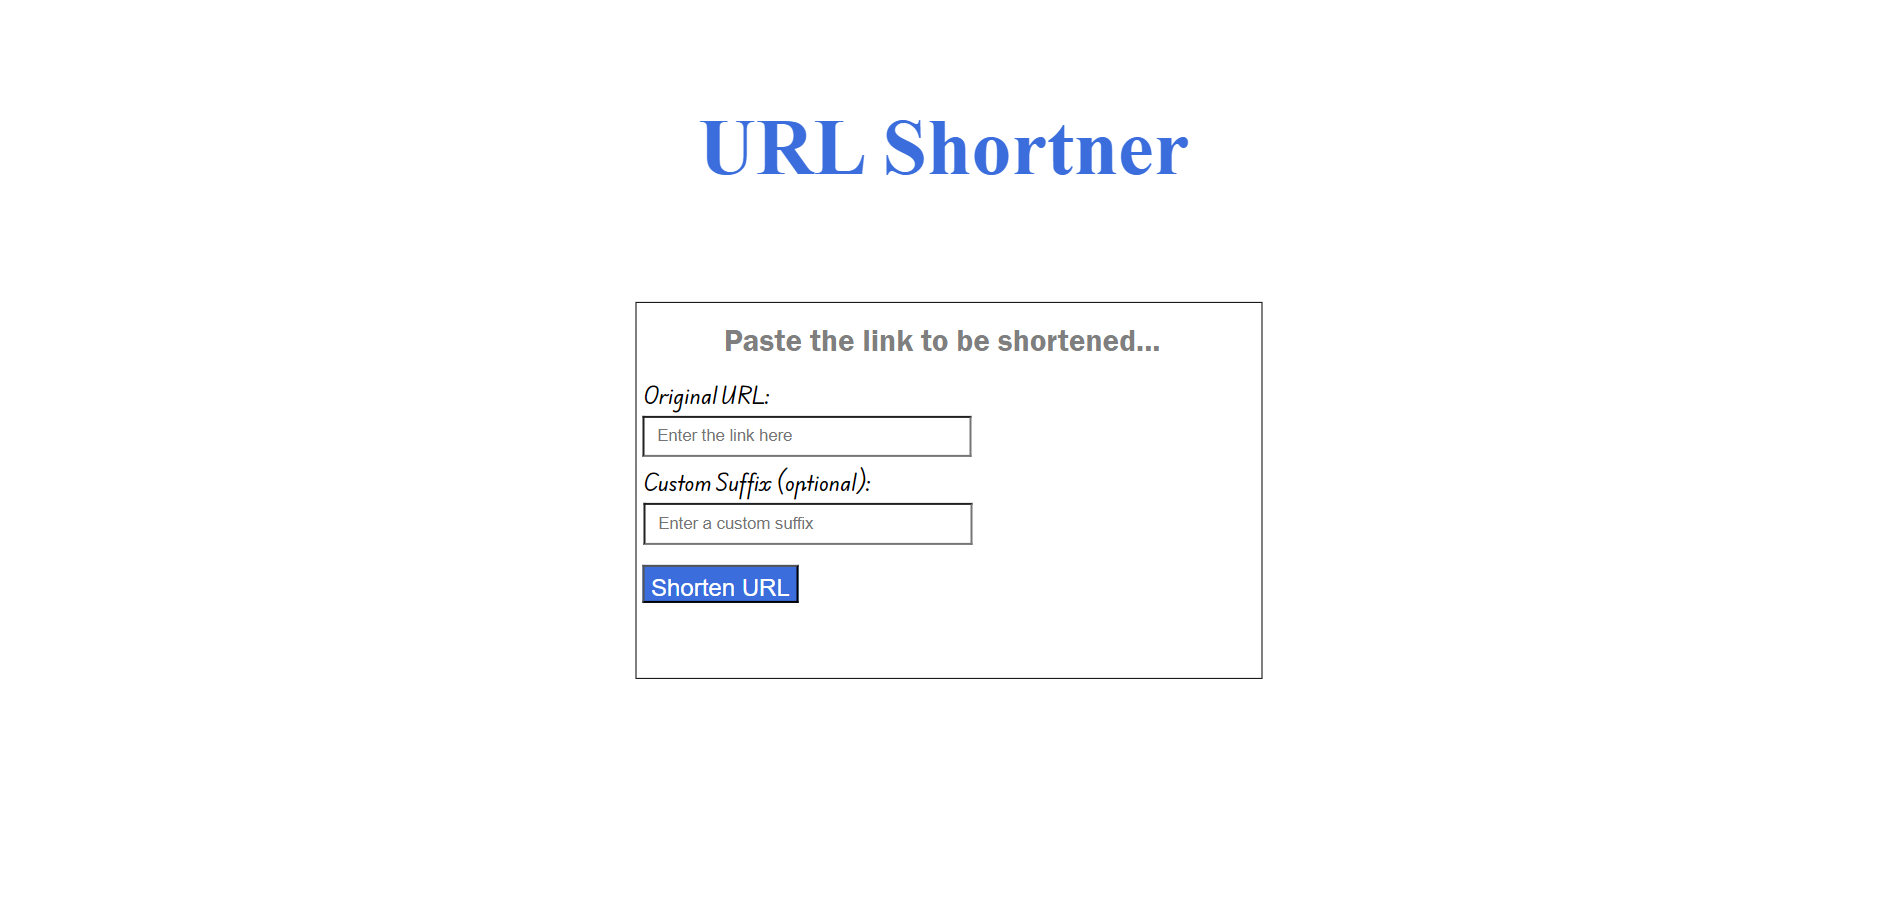 URL Shortner
Paste the link to be shortened...
Original URL:
Enter the link here
Custom Suffix (optional):
Enter a custom suffix
Shorten URL